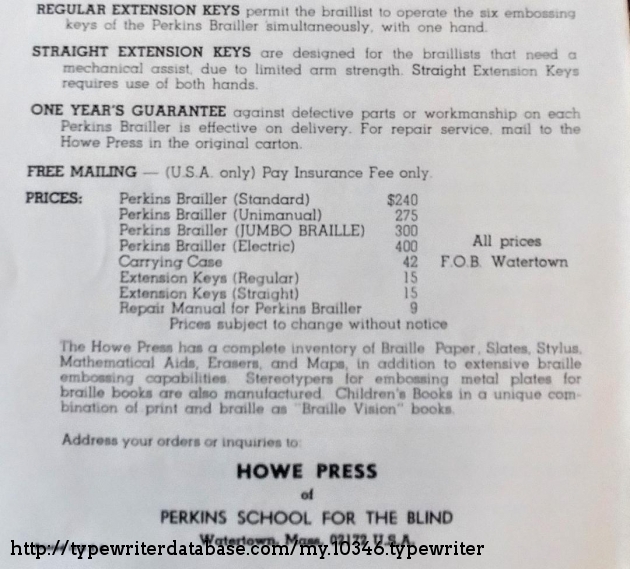 REGULAR EXTENSION KEYS permit the braillist to operate the six embossing
keys of the Perkins Brailler simultaneously, with one hand.
STRAIGHT EXTENSION KEYS are designed for the braillists that need a
mechanical assist, due to limited arm strength. Straight Extension Keys
requires use of both hands.
ONE YEAR'S GUARANTEE against defective parts or workmanship on each
Perkins Brailler is effective on delivery. For repair service, mail to the
Howe Press in the original carton.
FREE MAILING — (U.S.A. only) Pay Insurance Fee only.
PRICES: Perkins Brailler (Standard) $240
Perkins Brailler (Unimanual) 275
Perkins Brailler (JUMBO BRAILLE) 300
Perkins Brailler (Electric) 400 All prices
Carrying Case 42 F.O.B. Watertown
Extension Keys (Regular) 15
Extension Keys (Straight) 15
Repair Manual for Perkins Brailler 9
Prices subject to change without notice
The Howe Press has a complete inventory of Braille Paper, Slates, Stylus,
Mathematical Aids, Erasers, and Maps, in addition to extensive braille
embossing capabilities. Stereotypers for embossing metal plates for
braille books are also manufactured. Children's Books in a unique com-
bination of print and braille as "Braille Vision" books.
Address your orders or inquiries to:
HOWE PRESS
of
PERKINS SCHOOL FOR THE BLIND
Watertown, Mass. 02172 U.S.A.
http://typewriterdatabase.com/my.10346.typewriter